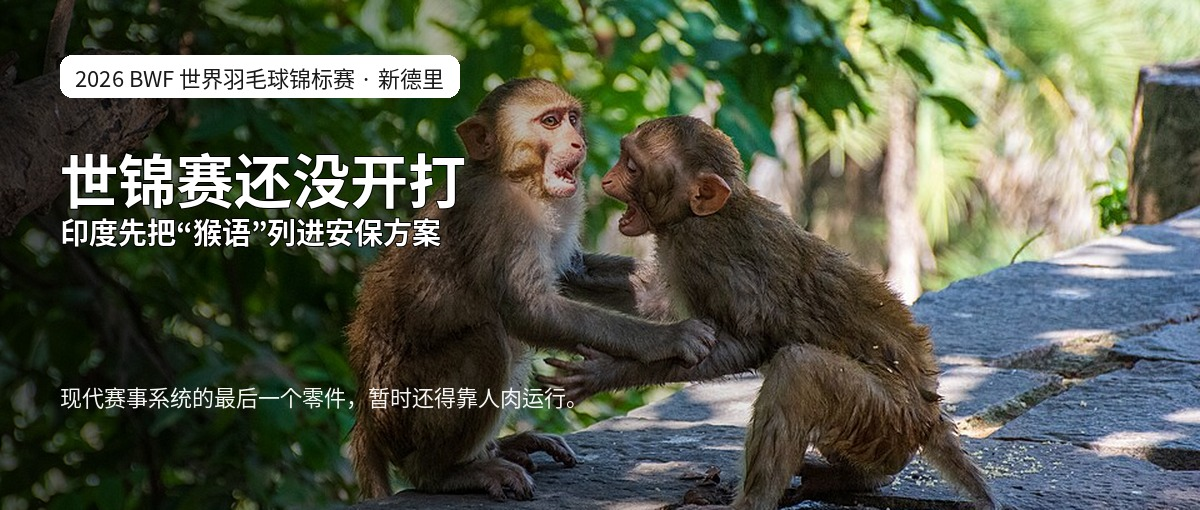 2026 BWF 世界羽毛球锦标赛 · 新德里
世锦赛还没开打
印度先把“猴语”列进安保方案
现代赛事系统的最后一个零件，暂时还得靠人肉运行。